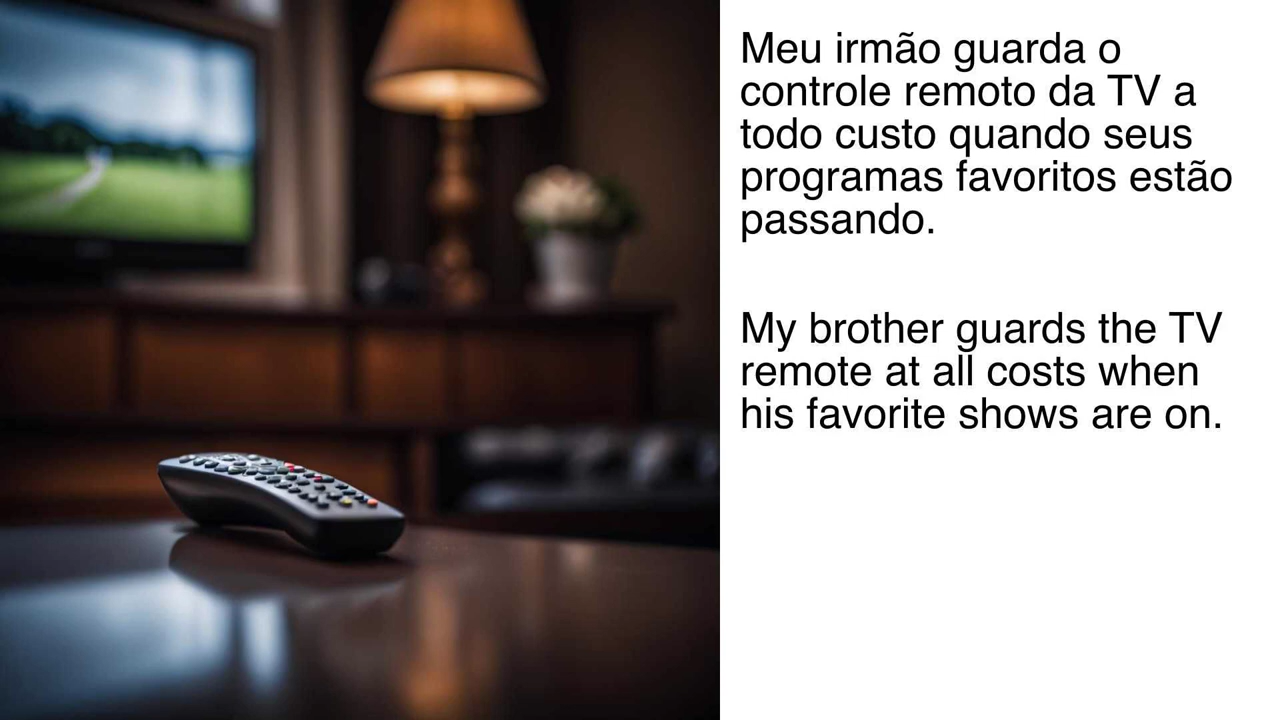 Meu irmão guarda o
controle remoto da TV a
todo custo quando seus
programas favoritos estão
passando.
My brother guards the TV
remote at all costs when
his favorite shows are on.